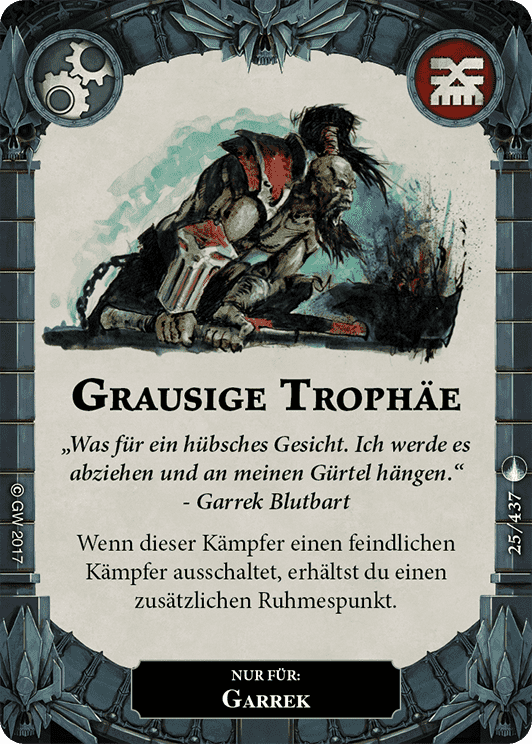 GRAUSIGE TROPHÄE
„Was für ein hübsches Gesicht. Ich werde es
abziehen und an meinen Gürtel hängen.“
- Garrek Blutbart
Wenn dieser Kämpfer einen feindlichen
Kämpfer ausschaltet, erhältst du einen
zusätzlichen Ruhmespunkt.
© GW 2017
25/437
NUR FÜR:
GARREK